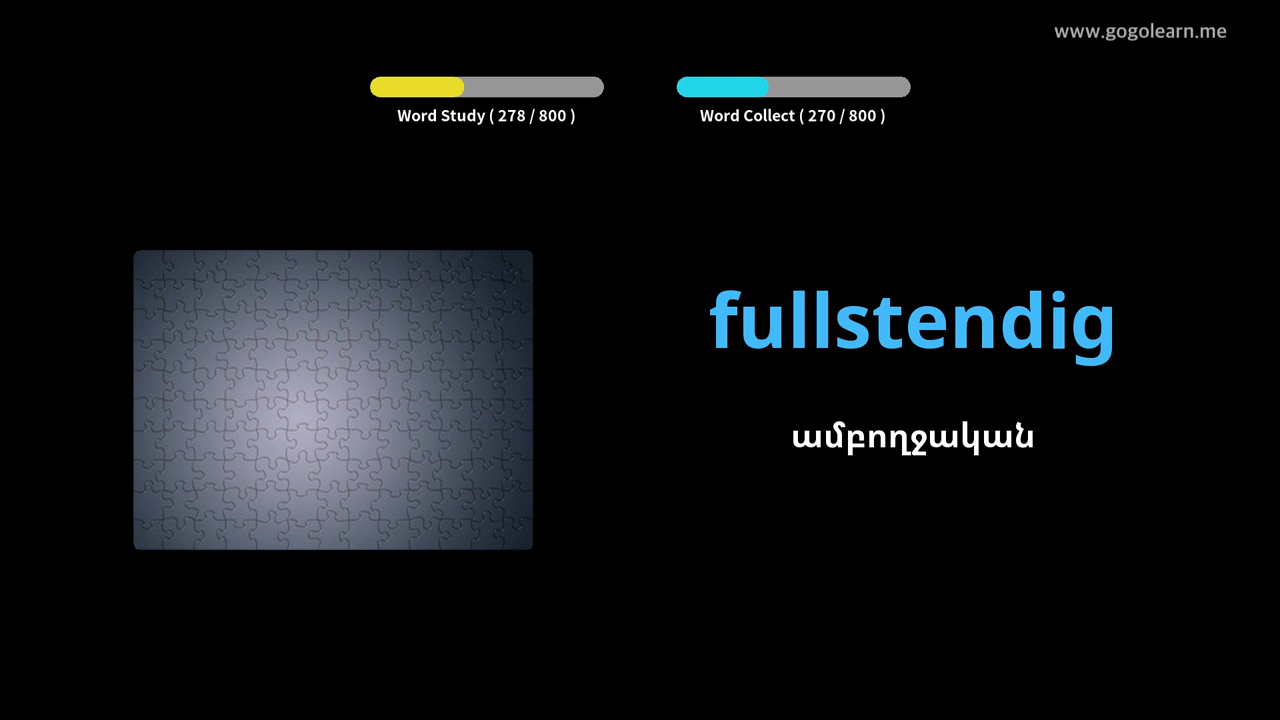 www.gogolearn.me
Word Study ( 278 / 800 )
Word Collect ( 270 / 800 )
fullstendig
ամբողջական